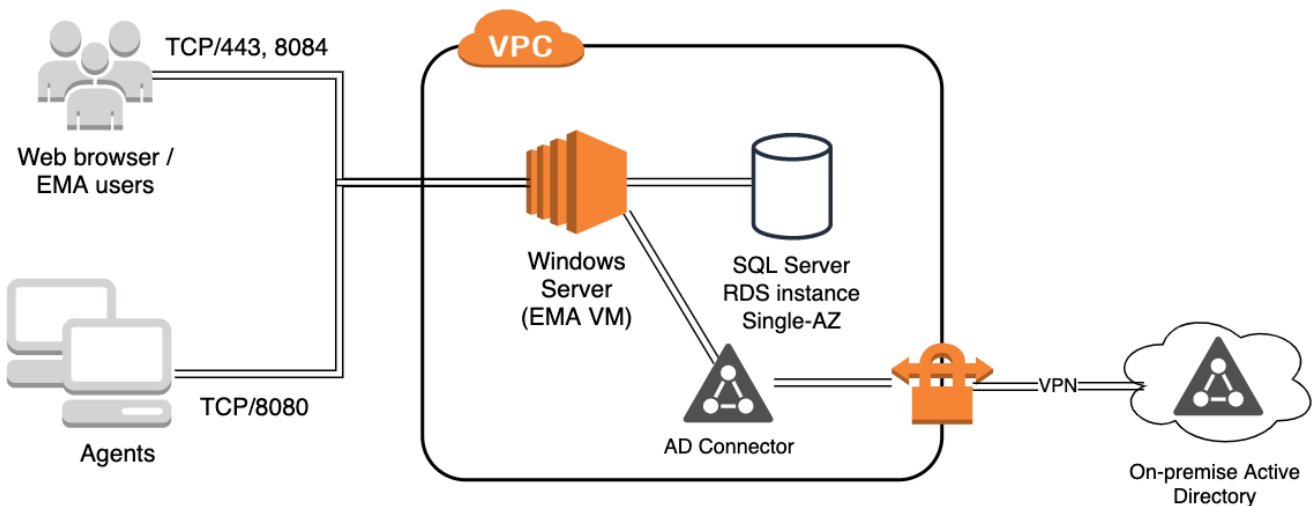 TCP/443, 8084
VPC
Web browser /
EMA users
Windows
Server
(EMA VM)
SQL Server
RDS instance
Single-AZ
TCP/8080
Agents
AD Connector
VPN
On-premise Active
Directory